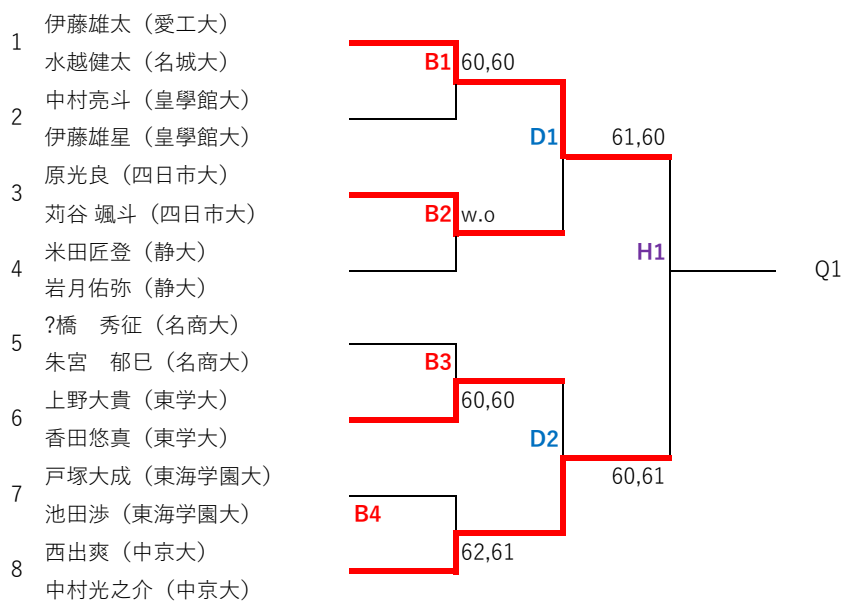 伊藤雄太（愛工大）
1
水越健太（名城大）
B1 60,60
中村亮斗（皇學館大）
2
伊藤雄星（皇學館大）
D1 61,60
原光良（四日市大）
3
苅谷 颯斗（四日市大）
B2 w.o
米田匠登（静大）
H1
4 Q1
岩月佑弥（静大）
?橋　秀征（名商大）
5
朱宮　郁巳（名商大）
B3
上野大貴（東学大）
60,60
6
香田悠真（東学大）
D2
戸塚大成（東海学園大）
60,61
7
池田渉（東海学園大）
B4
西出爽（中京大）
62,61
8
中村光之介（中京大）